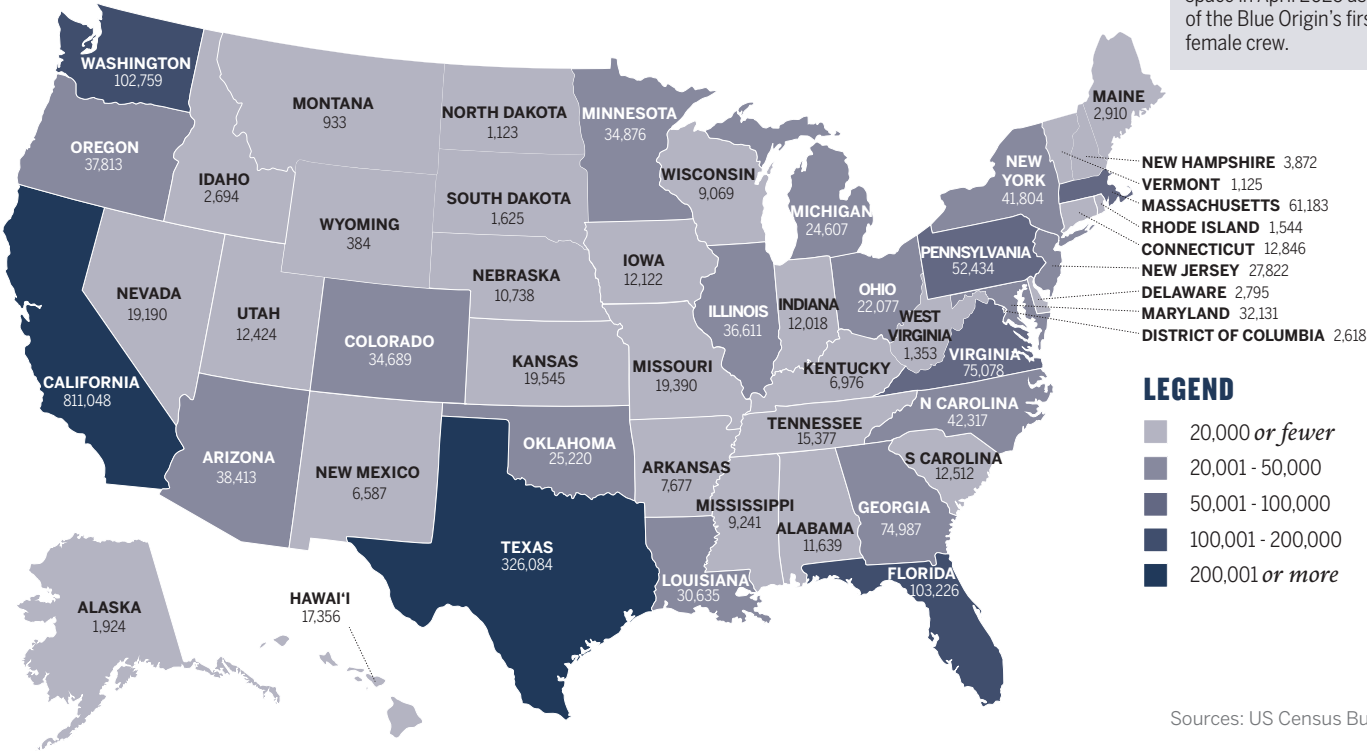 of the Blue Origin's
female crew.
WASHINGTON
102,759
MONTANA
933
NORTH DAKOTA
1,123
MINNESOTA
34,876
MAINE
2,910
OREGON
37,813
IDAHO
2,694
WISCONSIN
9,069
NEW
YORK
41,804
NEW HAMPSHIRE 3,872
VERMONT 1,125
MASSACHUSETTS 61,183
RHODE ISLAND 1,544
CONNECTICUT 12,846
NEW JERSEY 27,822
DELAWARE 2,795
MARYLAND 32,131
DISTRICT OF COLUMBIA 2,618
SOUTH DAKOTA
1,625
WYOMING
384
MICHIGAN
24,607
PENNSYLVANIA
52,434
IOWA
12,122
NEBRASKA
10,738
NEVADA
19,190
UTAH
12,424
ILLINOIS
36,611
INDIANA
12,018
OHIO
22,077
WEST
VIRGINIA
1,353
COLORADO
34,689
KANSAS
19,545
MISSOURI
19,390
KENTUCKY
6,976
VIRGINIA
75,078
CALIFORNIA
811,048
N CAROLINA
42,317
TENNESSEE
15,377
OKLAHOMA
25,220
ARIZONA
38,413
NEW MEXICO
6,587
ARKANSAS
7,677
S CAROLINA
12,512
MISSISSIPPI
9,241
ALABAMA
11,639
GEORGIA
74,987
TEXAS
326,084
LOUISIANA
30,635
FLORIDA
103,226
ALASKA
1,924
HAWAI‘I
17,356
LEGEND
20,000 or fewer
20,001 - 50,000
50,001 - 100,000
100,001 - 200,000
200,001 or more
Sources: US Census